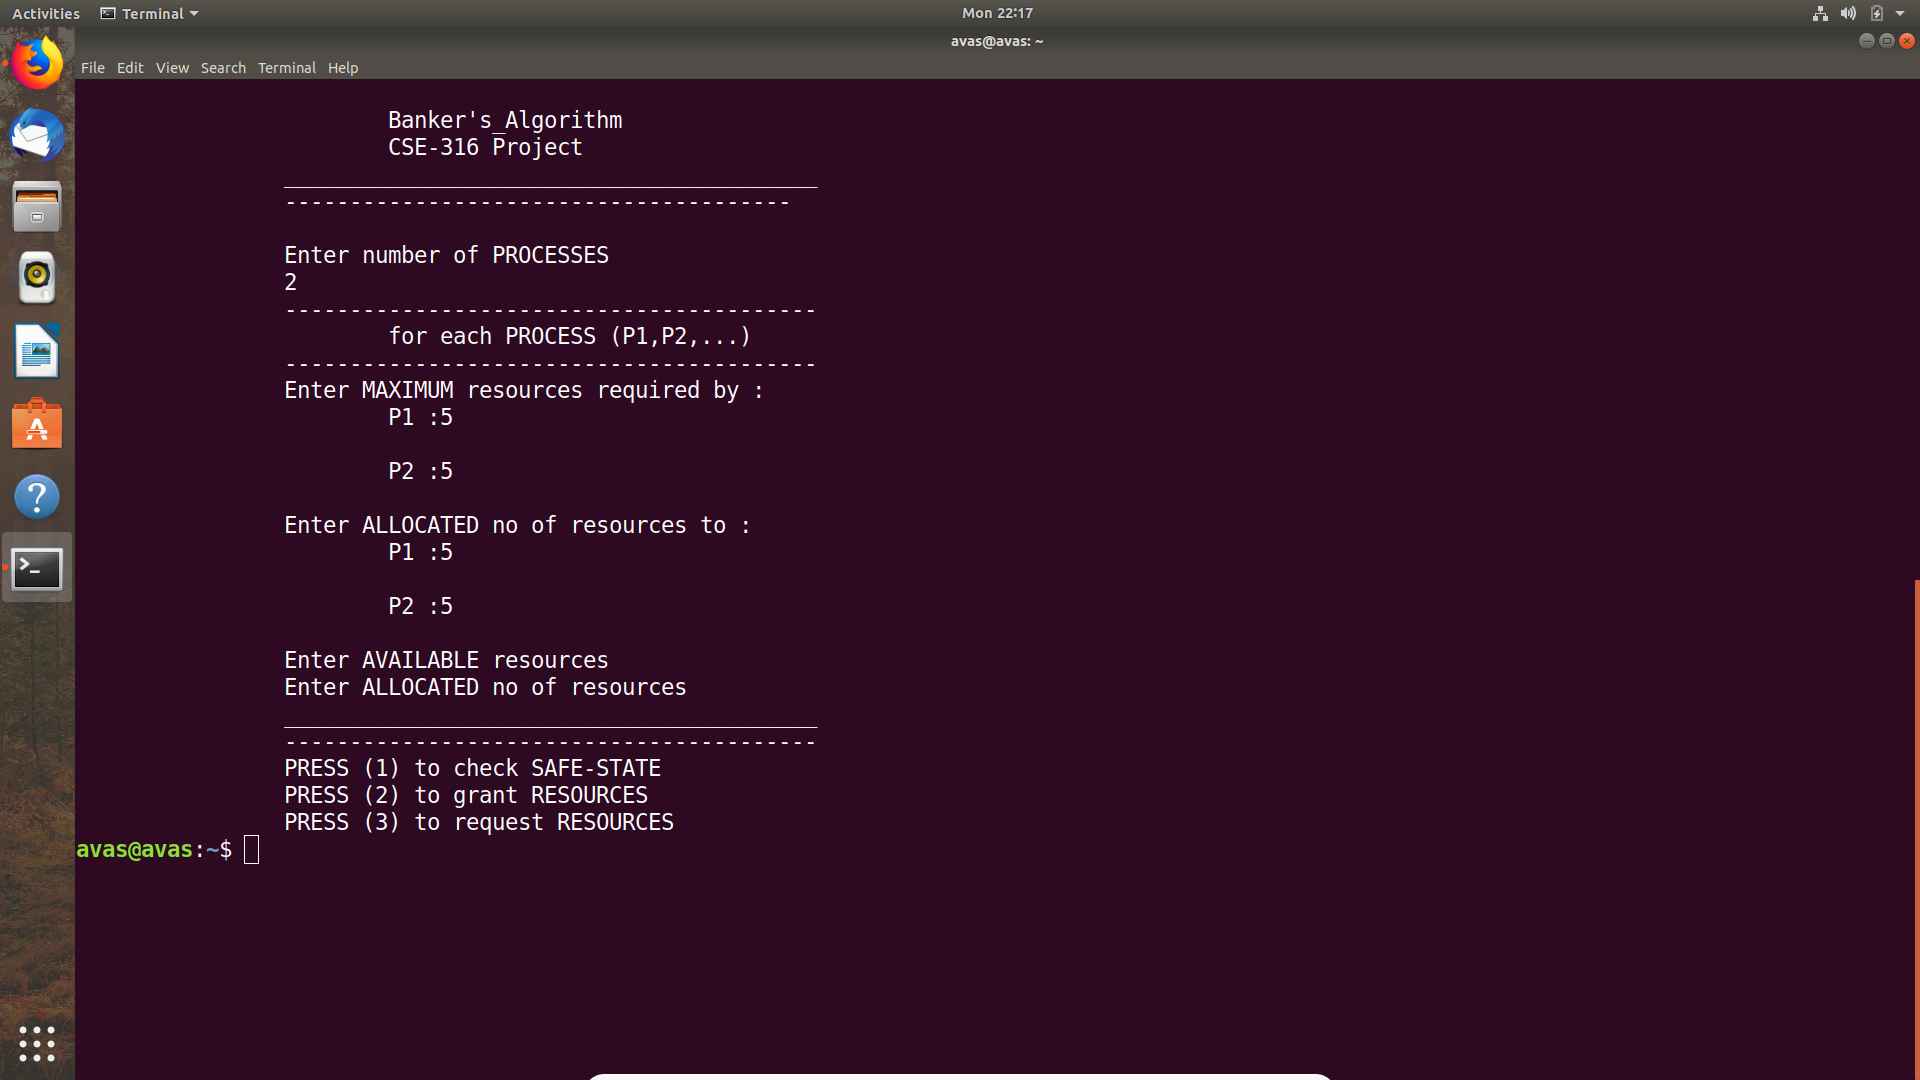 Activities Terminal Mon 22:17
avas@avas: ~
File Edit View Search Terminal Help
Banker's_Algorithm
CSE-316 Project
_________________________________________
---------------------------------------
Enter number of PROCESSES
2
-----------------------------------------
for each PROCESS (P1,P2,...)
-----------------------------------------
Enter MAXIMUM resources required by :
P1 :5
P2 :5
Enter ALLOCATED no of resources to :
P1 :5
P2 :5
Enter AVAILABLE resources
Enter ALLOCATED no of resources
_________________________________________
-----------------------------------------
PRESS (1) to check SAFE-STATE
PRESS (2) to grant RESOURCES
PRESS (3) to request RESOURCES
avas@avas:~$